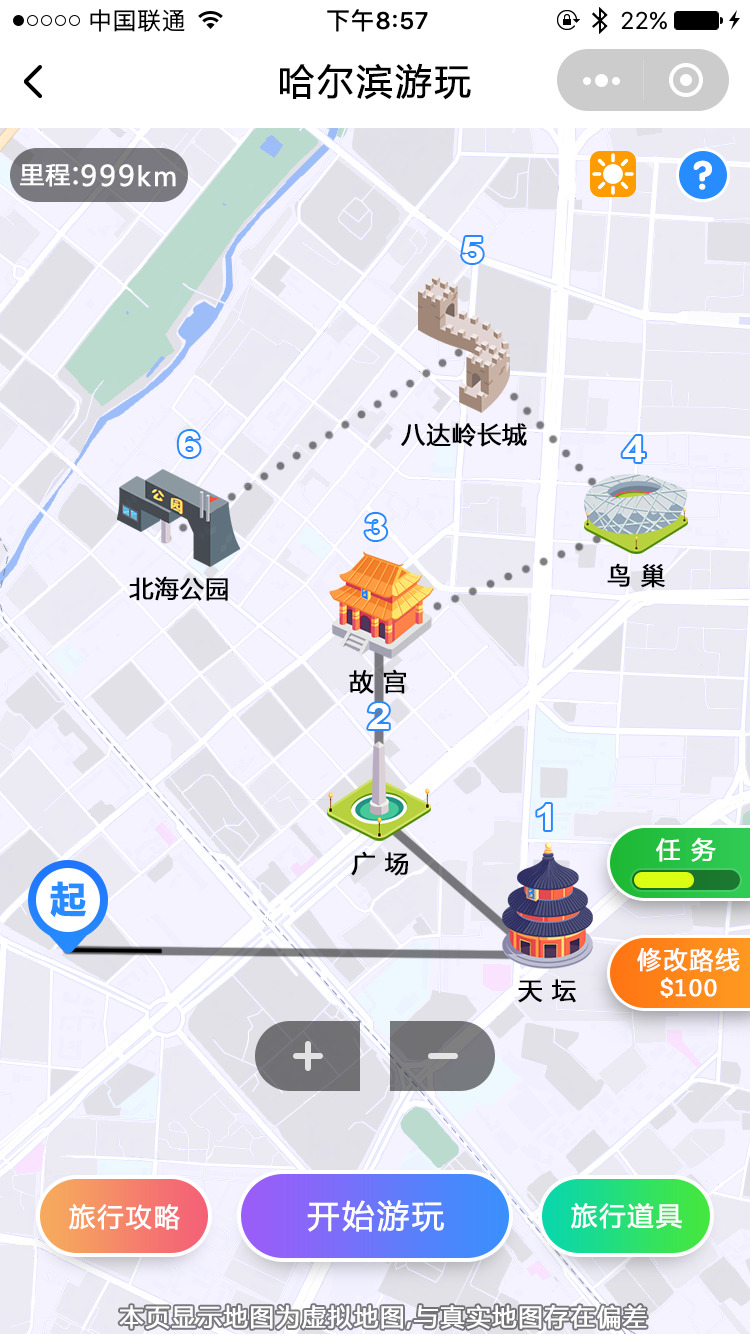 中国联通
下午8:57
22%
哈尔滨游玩
里程:999km
?
5
八达岭长城
6
公园
北海公园
4
鸟巢
3
故宫
2
广场
1
天坛
任务
起
修改路线
$100
+
−
旅行攻略
开始游玩
旅行道具
本页显示地图为虚拟地图,与真实地图存在偏差